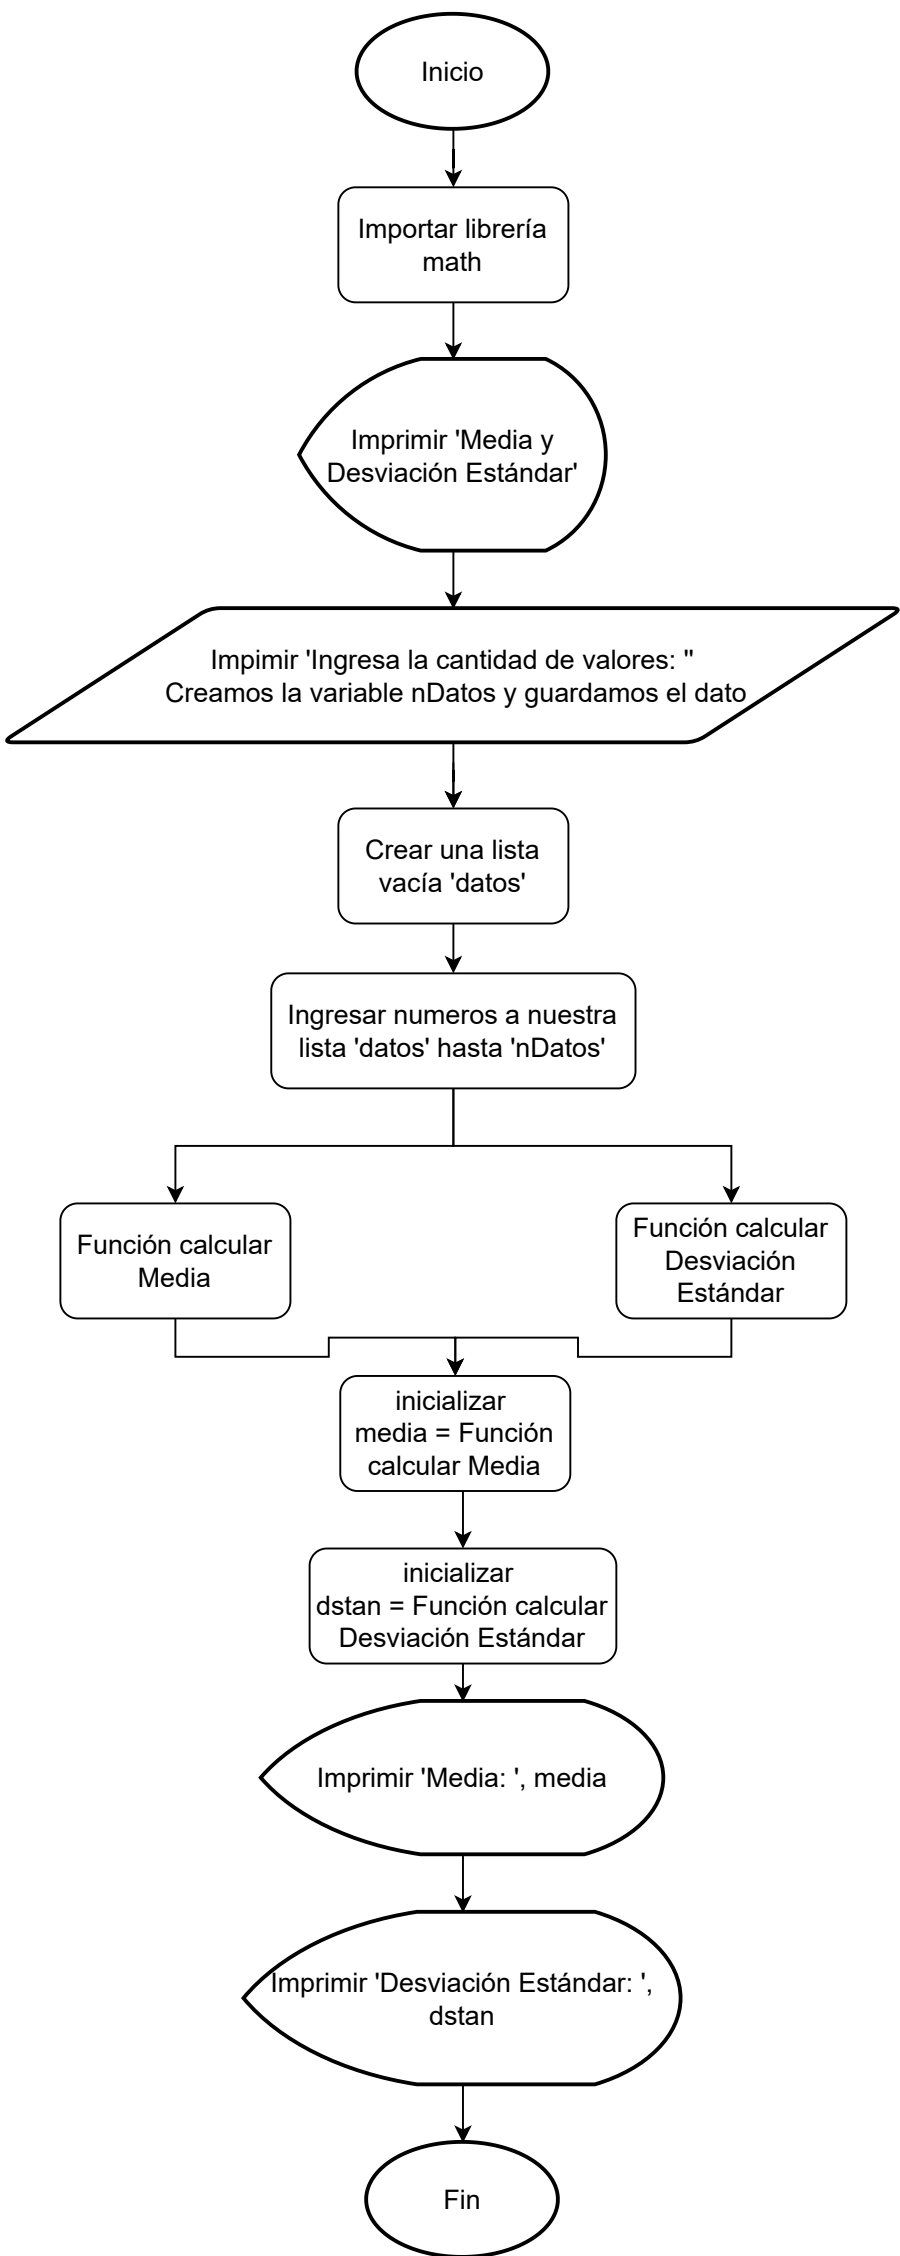 Inicio
Importar librería
math
Imprimir 'Media y
Desviación Estándar'
Impimir 'Ingresa la cantidad de valores: "
Creamos la variable nDatos y guardamos el dato
Crear una lista
vacía 'datos'
Ingresar numeros a nuestra
lista 'datos' hasta 'nDatos'
Función calcular
Media
Función calcular
Desviación
Estándar
inicializar
media = Función
calcular Media
inicializar
dstan = Función calcular
Desviación Estándar
Imprimir 'Media: ', media
Imprimir 'Desviación Estándar: ',
dstan
Fin